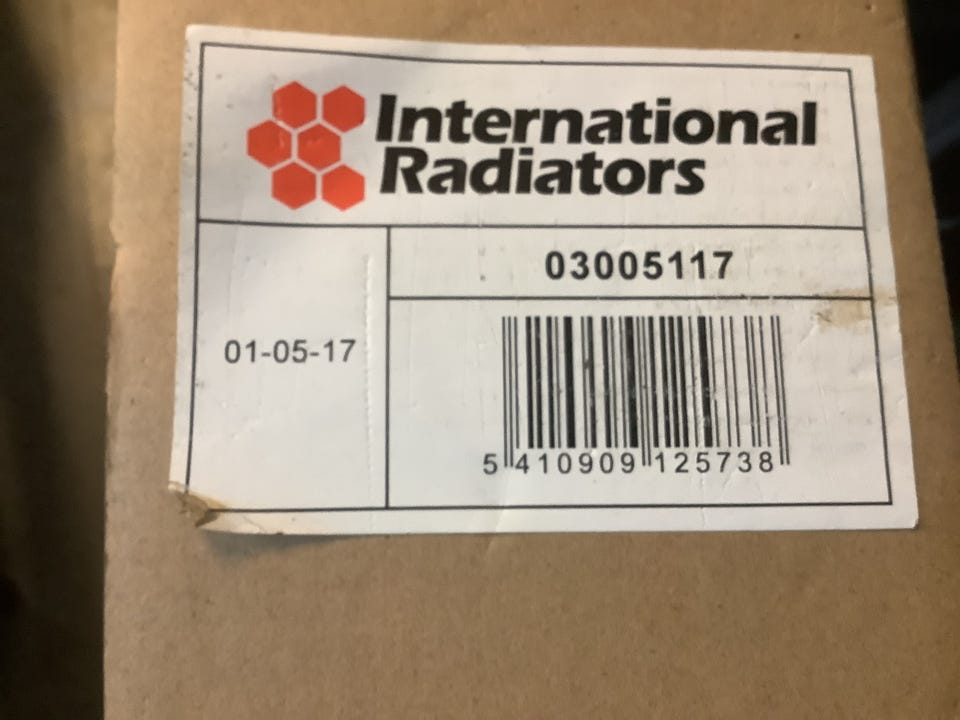 International
Radiators
03005117
01-05-17
5 410909 125738